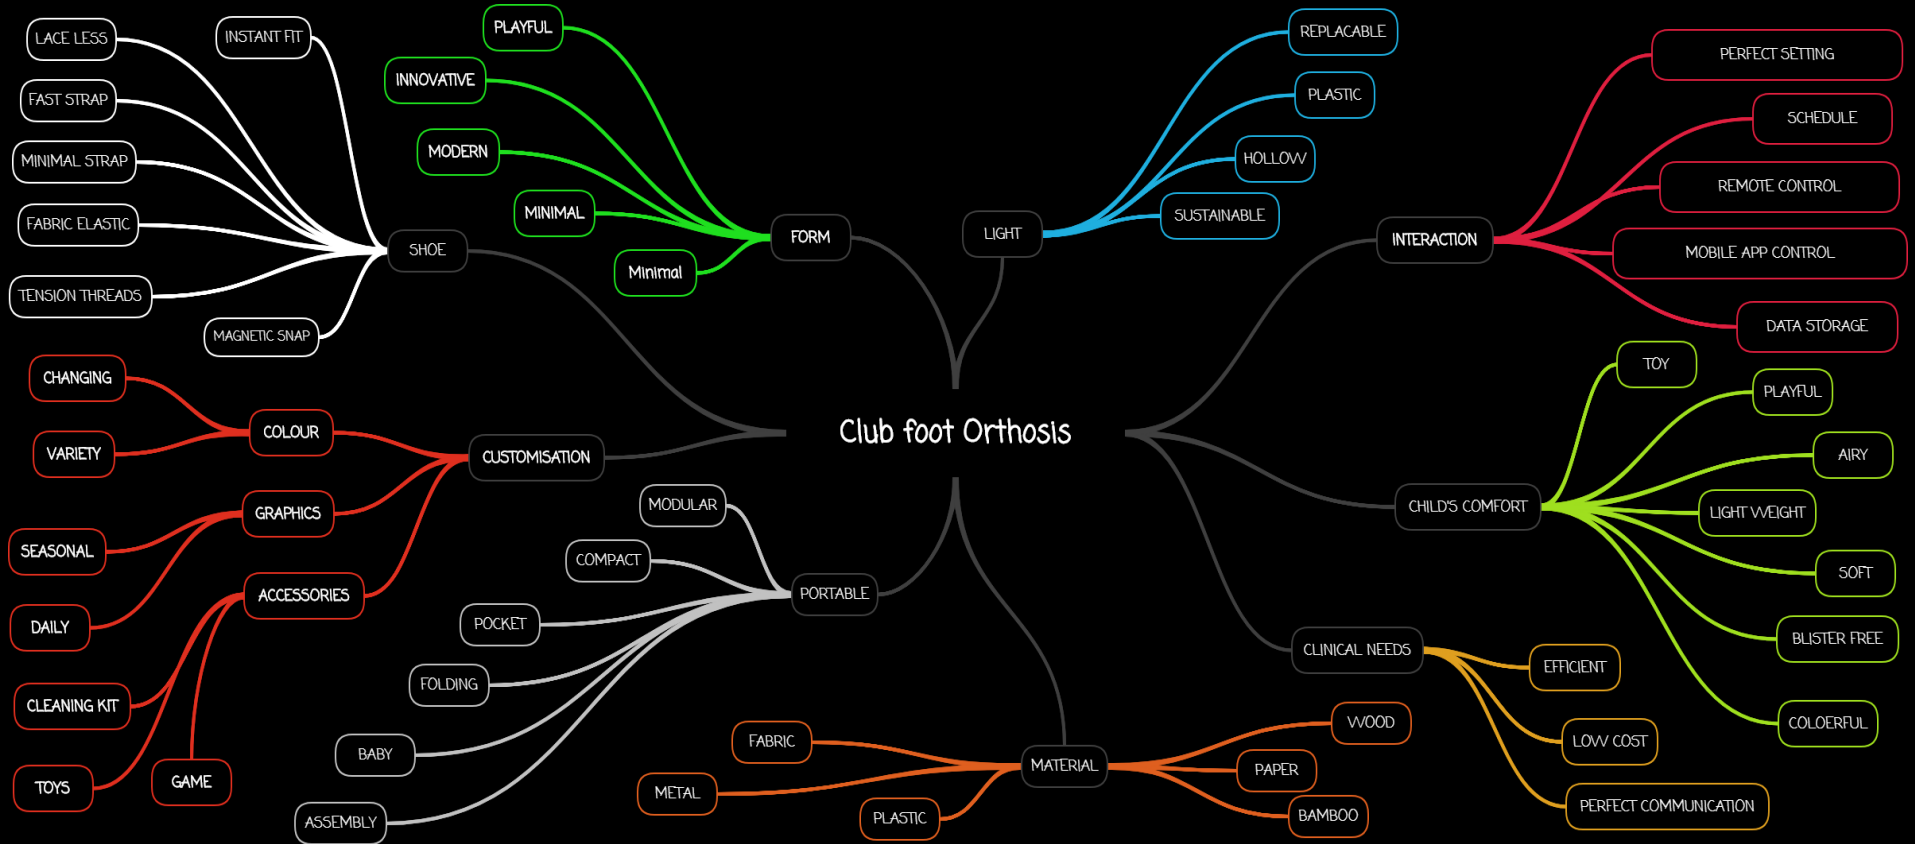 Club foot Orthosis
SHOE
LACE LESS
INSTANT FIT
FAST STRAP
MINIMAL STRAP
FABRIC ELASTIC
TENSION THREADS
MAGNETIC SNAP
FORM
PLAYFUL
INNOVATIVE
MODERN
MINIMAL
Minimal
LIGHT
REPLACABLE
PLASTIC
HOLLOW
SUSTAINABLE
INTERACTION
PERFECT SETTING
SCHEDULE
REMOTE CONTROL
MOBILE APP CONTROL
DATA STORAGE
CUSTOMISATION
COLOUR
CHANGING
VARIETY
GRAPHICS
SEASONAL
DAILY
ACCESSORIES
CLEANING KIT
TOYS
GAME
PORTABLE
MODULAR
COMPACT
POCKET
FOLDING
BABY
ASSEMBLY
MATERIAL
FABRIC
METAL
PLASTIC
WOOD
PAPER
BAMBOO
CHILD'S COMFORT
TOY
PLAYFUL
AIRY
LIGHT WEIGHT
SOFT
BLISTER FREE
COLOERFUL
CLINICAL NEEDS
EFFICIENT
LOW COST
PERFECT COMMUNICATION